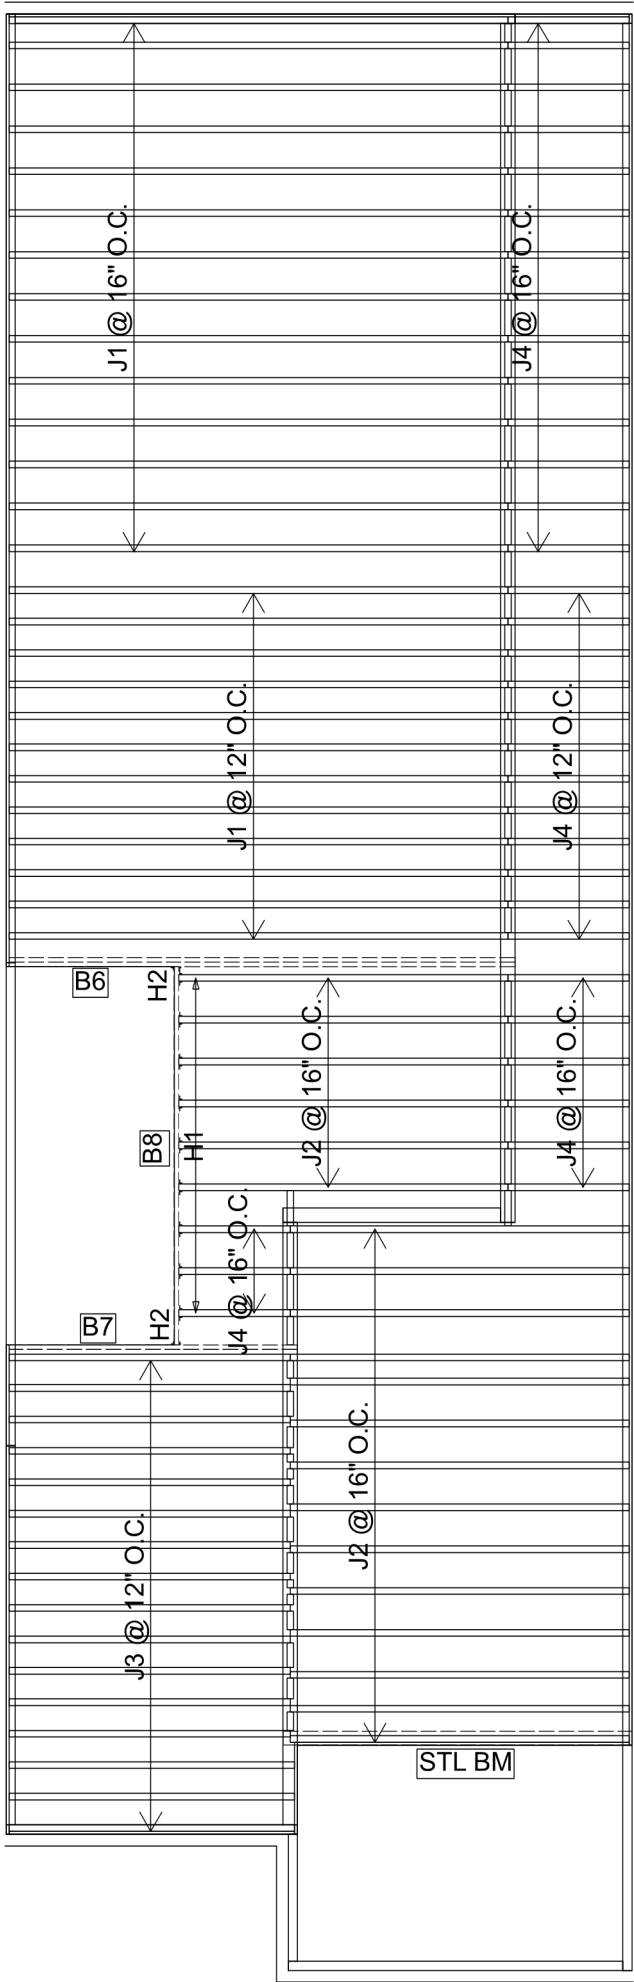 J1 @ 16" O.C.
J4 @ 16" O.C.
J1 @ 12" O.C.
J4 @ 12" O.C.
B6
H2
J2 @ 16" O.C.
J4 @ 16" O.C.
B8
H1
J4 @ 16" O.C.
B7
H2
J2 @ 16" O.C.
J3 @ 12" O.C.
STL BM